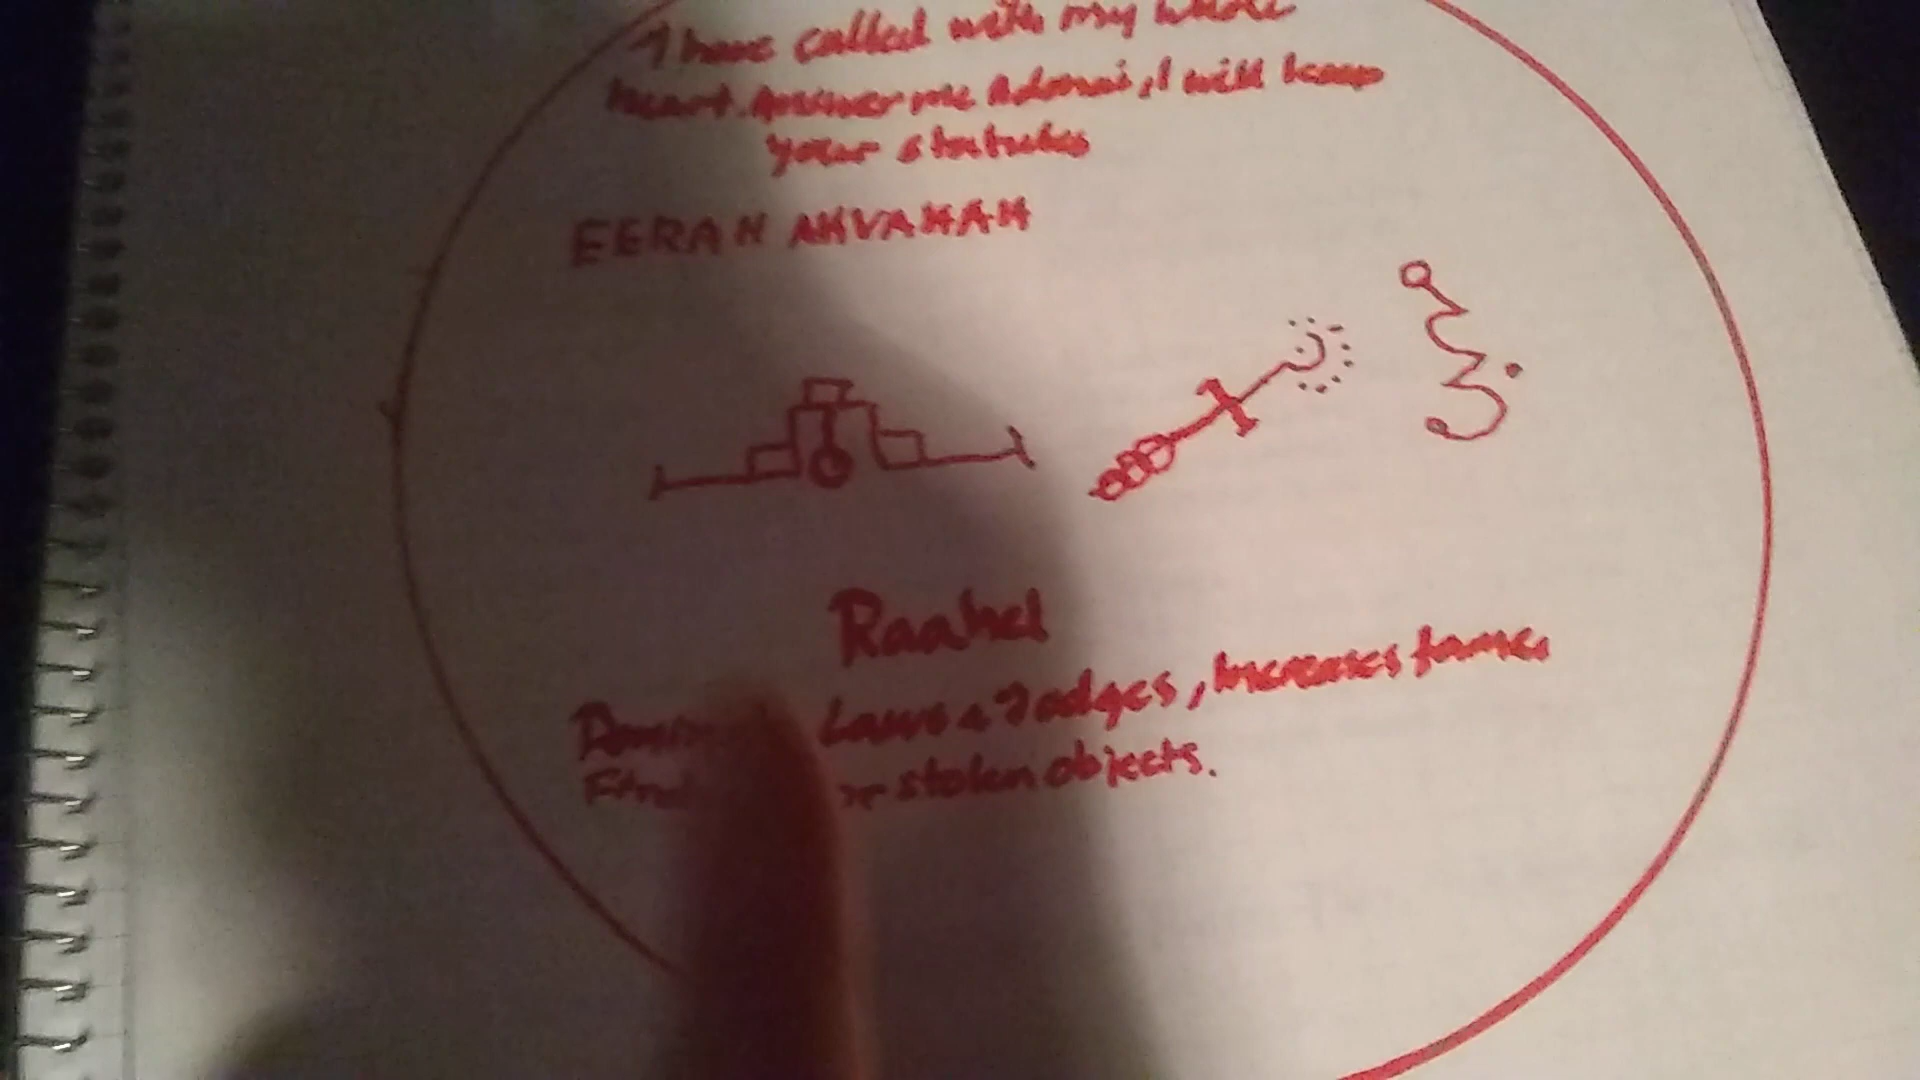 I have called with my whole
heart. Answer me Adonai, I will keep
your statutes
EERAH AHVAHAH
Raahel
Laws & Judges, Increases fame,
stolen objects.